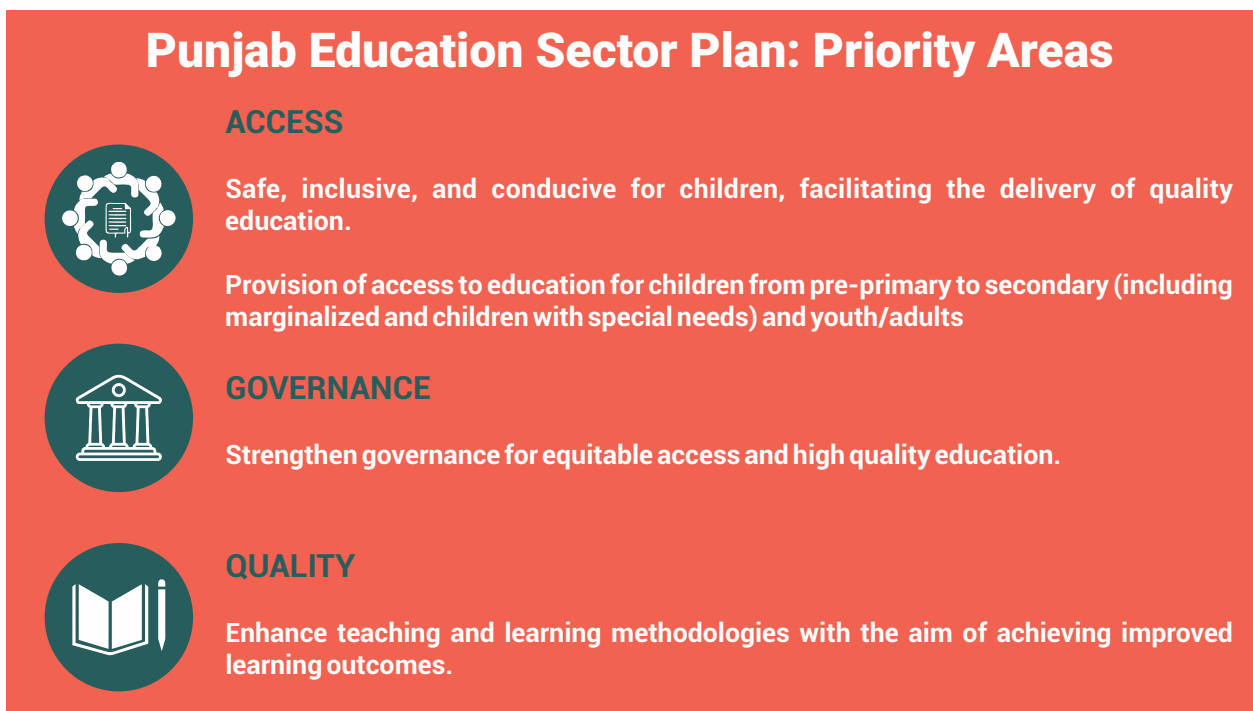 Punjab Education Sector Plan: Priority Areas
ACCESS
Safe, inclusive, and conducive for children, facilitating the delivery of quality
education.
Provision of access to education for children from pre-primary to secondary (including
marginalized and children with special needs) and youth/adults
GOVERNANCE
Strengthen governance for equitable access and high quality education.
QUALITY
Enhance teaching and learning methodologies with the aim of achieving improved
learning outcomes.